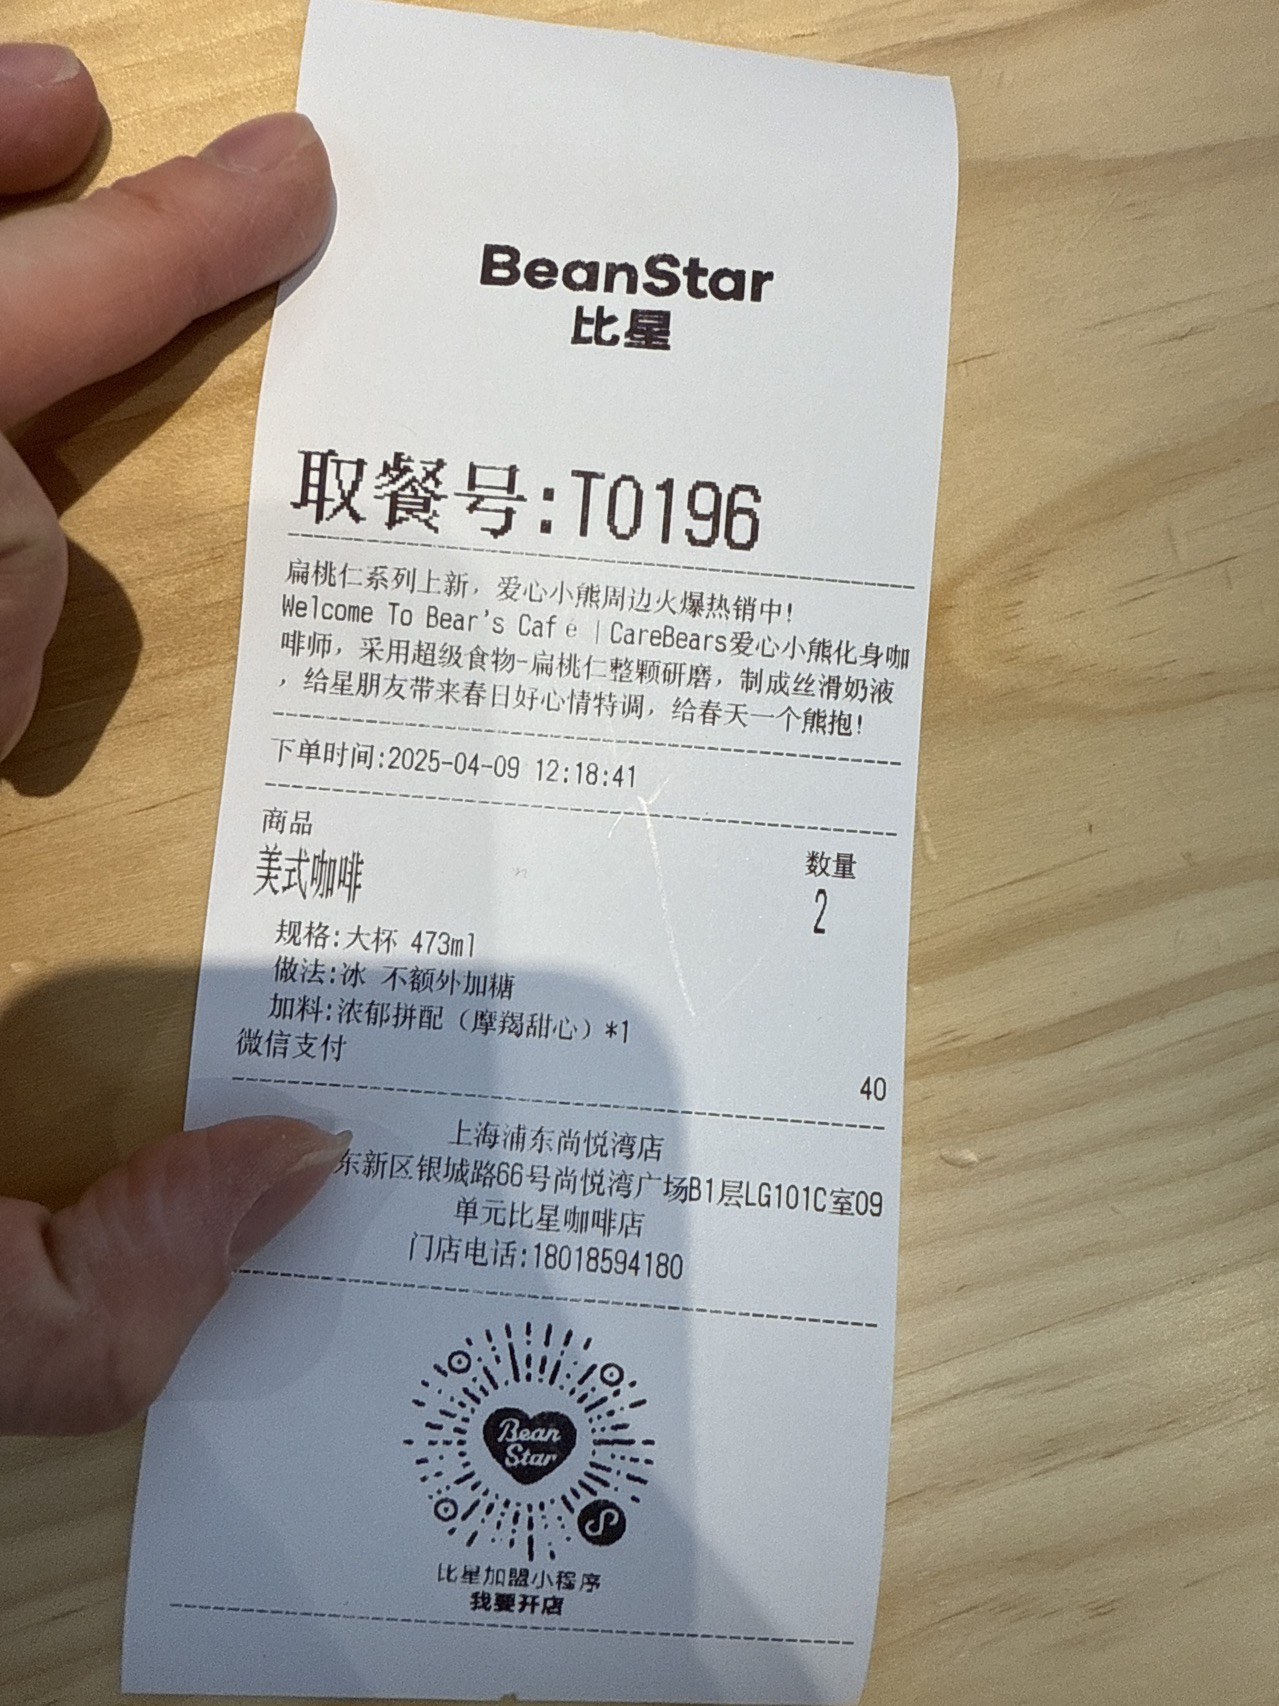 BeanStar
比星
取餐号:T0196
扁桃仁系列上新，爱心小熊周边火爆热销中!
Welcome To Bear's Café |CareBears爱心小熊化身咖
啡师，采用超级食物-扁桃仁整颗研磨，制成丝滑奶液
，给星朋友带来春日好心情特调，给春天一个熊抱!
下单时间:2025-04-09 12:18:41
商品 数量
美式咖啡 2
规格:大杯 473ml
做法:冰 不额外加糖
加料:浓郁拼配（摩羯甜心）*1
微信支付 40
上海浦东尚悦湾店
东新区银城路66号尚悦湾广场B1层LG101C室09
单元比星咖啡店
门店电话:18018594180
Bean
Star
比星加盟小程序
我要开店